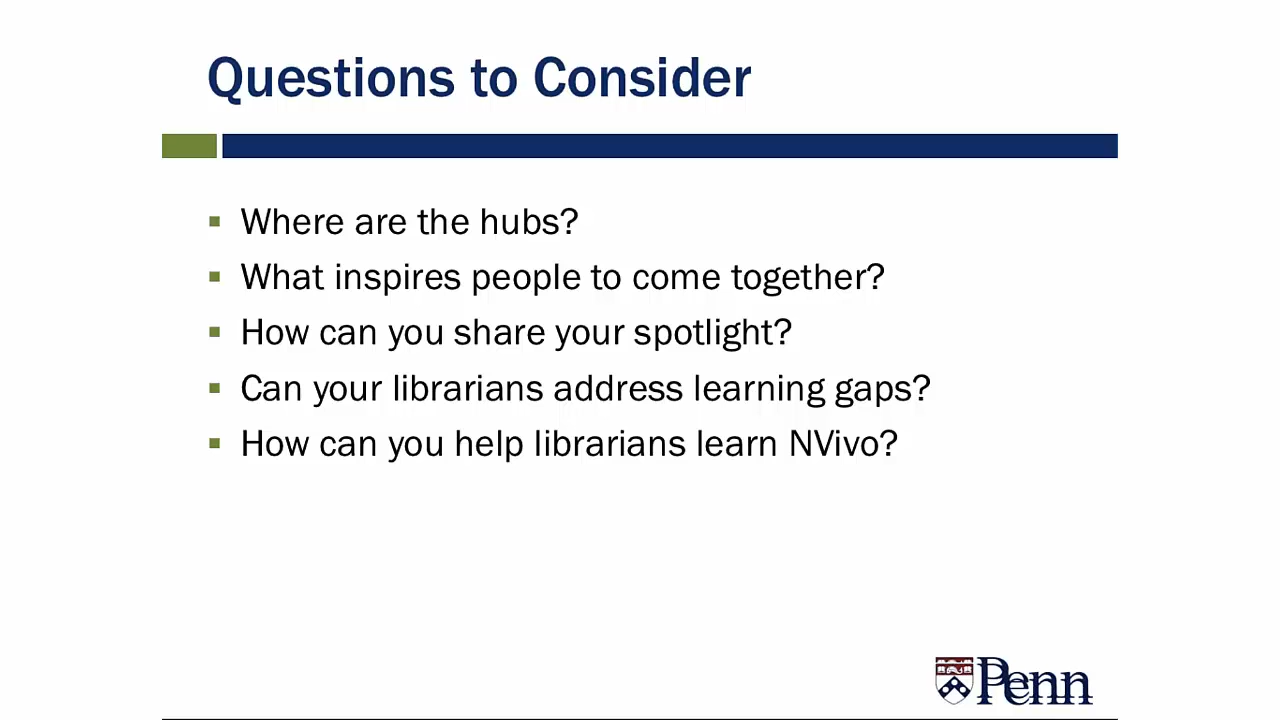 Questions to Consider
Where are the hubs?
What inspires people to come together?
How can you share your spotlight?
Can your librarians address learning gaps?
How can you help librarians learn NVivo?
Penn